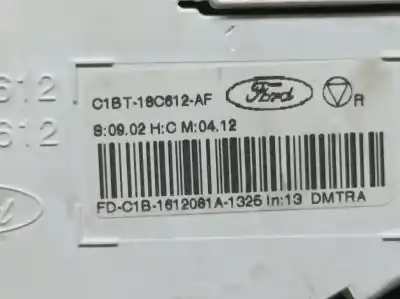 C1BT-18C612-AF Ford R
612
S:09.02 H:C M:04.12
612
FD-C1B-1612081A-1325 In:13 DMTRA